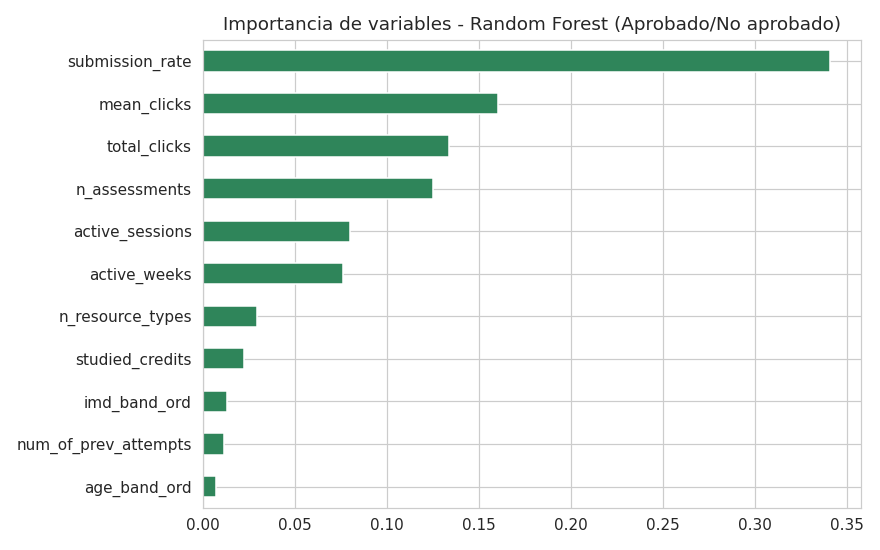 Importancia de variables - Random Forest (Aprobado/No aprobado)
submission_rate
mean_clicks
total_clicks
n_assessments
active_sessions
active_weeks
n_resource_types
studied_credits
imd_band_ord
num_of_prev_attempts
age_band_ord
0.00 0.05 0.10 0.15 0.20 0.25 0.30 0.35